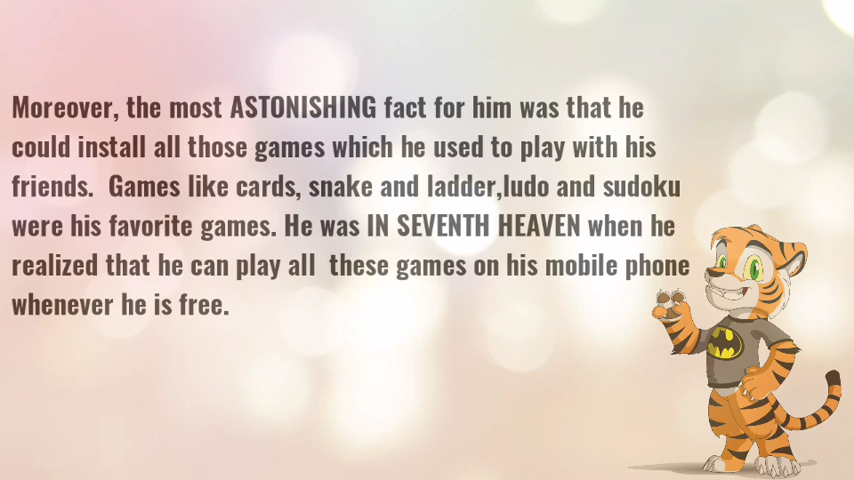 Moreover, the most ASTONISHING fact for him was that he
could install all those games which he used to play with his
friends.  Games like cards, snake and ladder,ludo and sudoku
were his favorite games. He was IN SEVENTH HEAVEN when he
realized that he can play all  these games on his mobile phone
whenever he is free.